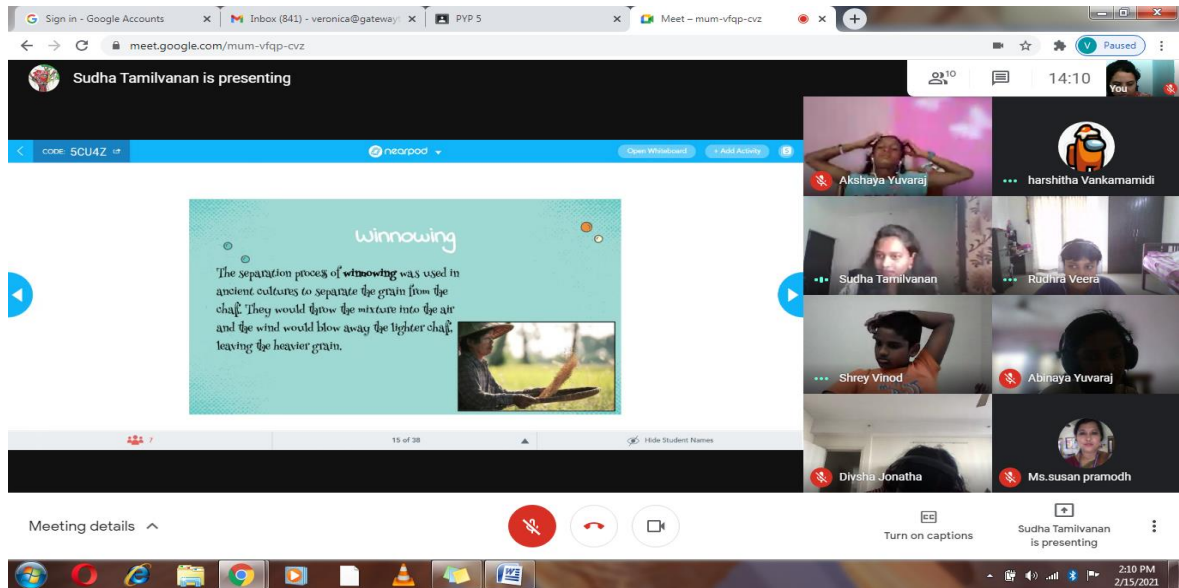 Sign in - Google Accounts
Inbox (841) - veronica@gateway
PYP 5
Meet – mum-vfqp-cvz
meet.google.com/mum-vfqp-cvz
V Paused
Sudha Tamilvanan is presenting
10
14:10
You
CODE: 5CU4Z
nearpod
Open Whiteboard
+ Add Activity
S
winnowing
The separation process of winnowing was used in
ancient cultures to separate the grain from the
chaff. They would throw the mixture into the air
and the wind would blow away the lighter chaff,
leaving the heavier grain.
15 of 38
Hide Student Names
Akshaya Yuvaraj
harshitha Vankamamidi
Sudha Tamilvanan
Rudhra Veera
Shrey Vinod
Abinaya Yuvaraj
Divsha Jonatha
Ms.susan pramodh
Meeting details
CC
Turn on captions
Sudha Tamilvanan
is presenting
2:10 PM
2/15/2021